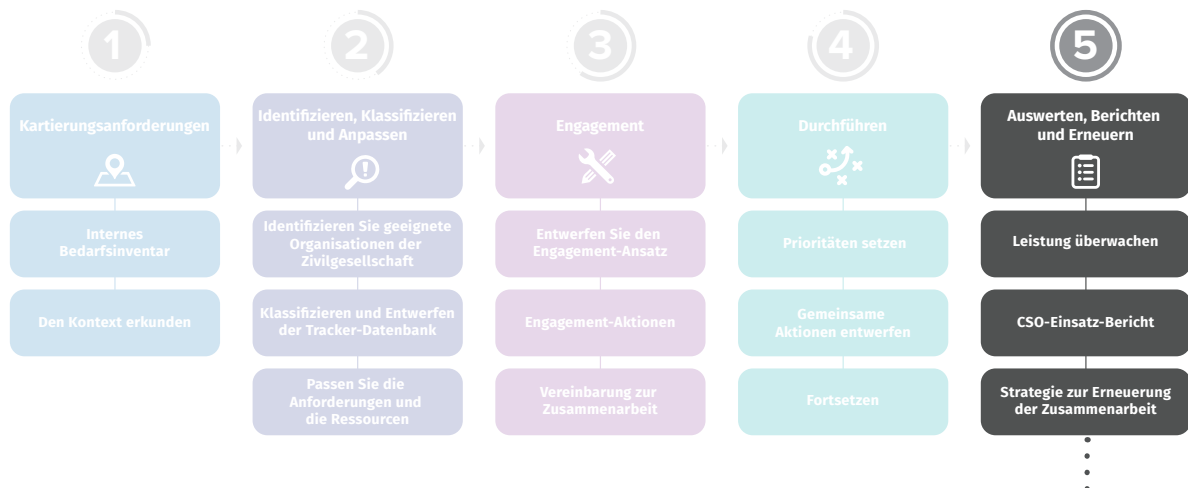 1
Kartierungsanforderungen
Internes
Bedarfsinventar
Den Kontext erkunden
2
Identifizieren, Klassifizieren
und Anpassen
Identifizieren Sie geeignete
Organisationen der
Zivilgesellschaft
Klassifizieren und Entwerfen
der Tracker-Datenbank
Passen Sie die
Anforderungen und
die Ressourcen
3
Engagement
Entwerfen Sie den
Engagement-Ansatz
Engagement-Aktionen
Vereinbarung zur
Zusammenarbeit
4
Durchführen
Prioritäten setzen
Gemeinsame
Aktionen entwerfen
Fortsetzen
5
Auswerten, Berichten
und Erneuern
Leistung überwachen
CSO-Einsatz-Bericht
Strategie zur Erneuerung
der Zusammenarbeit